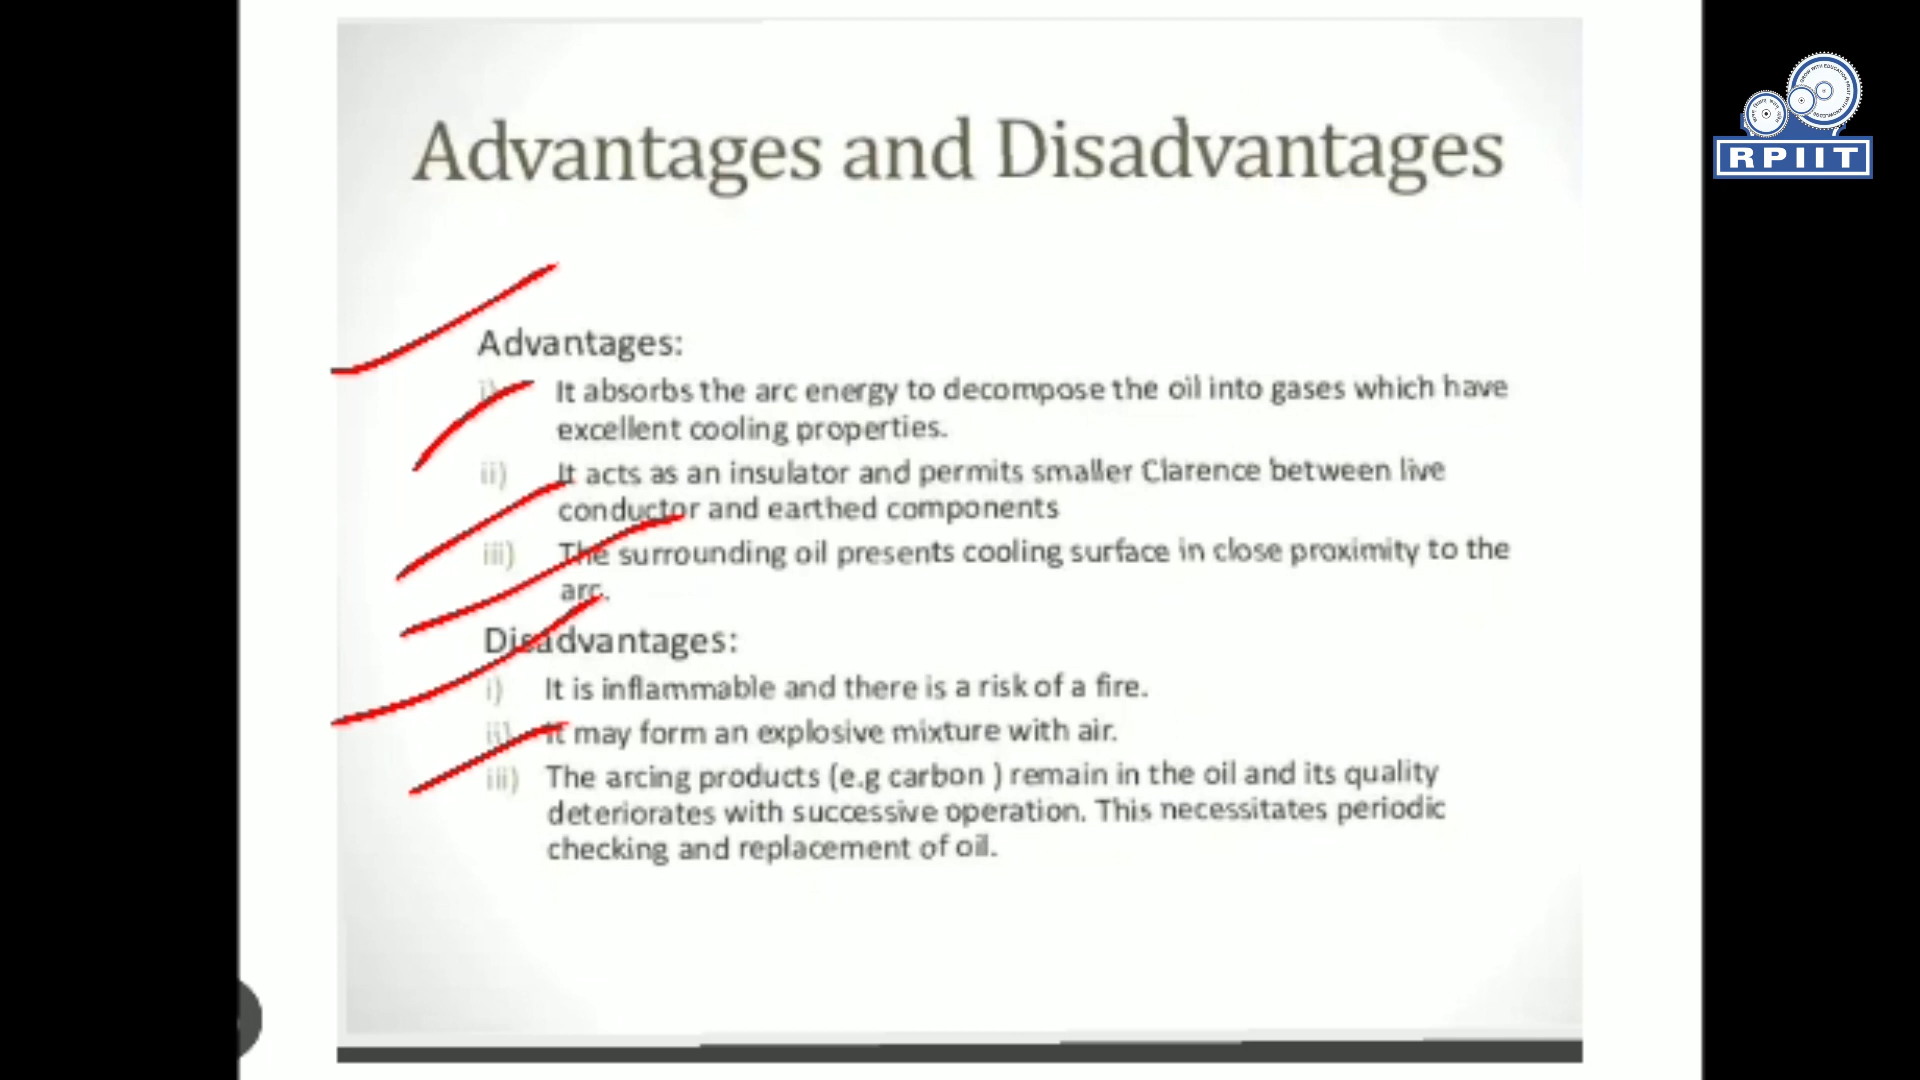 Advantages and Disadvantages
RPIIT
Advantages:
i) It absorbs the arc energy to decompose the oil into gases which have
excellent cooling properties.
ii) It acts as an insulator and permits smaller Clarence between live
conductor and earthed components
iii) The surrounding oil presents cooling surface in close proximity to the
arc.
Disadvantages:
i) It is inflammable and there is a risk of a fire.
ii) It may form an explosive mixture with air.
iii) The arcing products (e.g carbon ) remain in the oil and its quality
deteriorates with successive operation. This necessitates periodic
checking and replacement of oil.